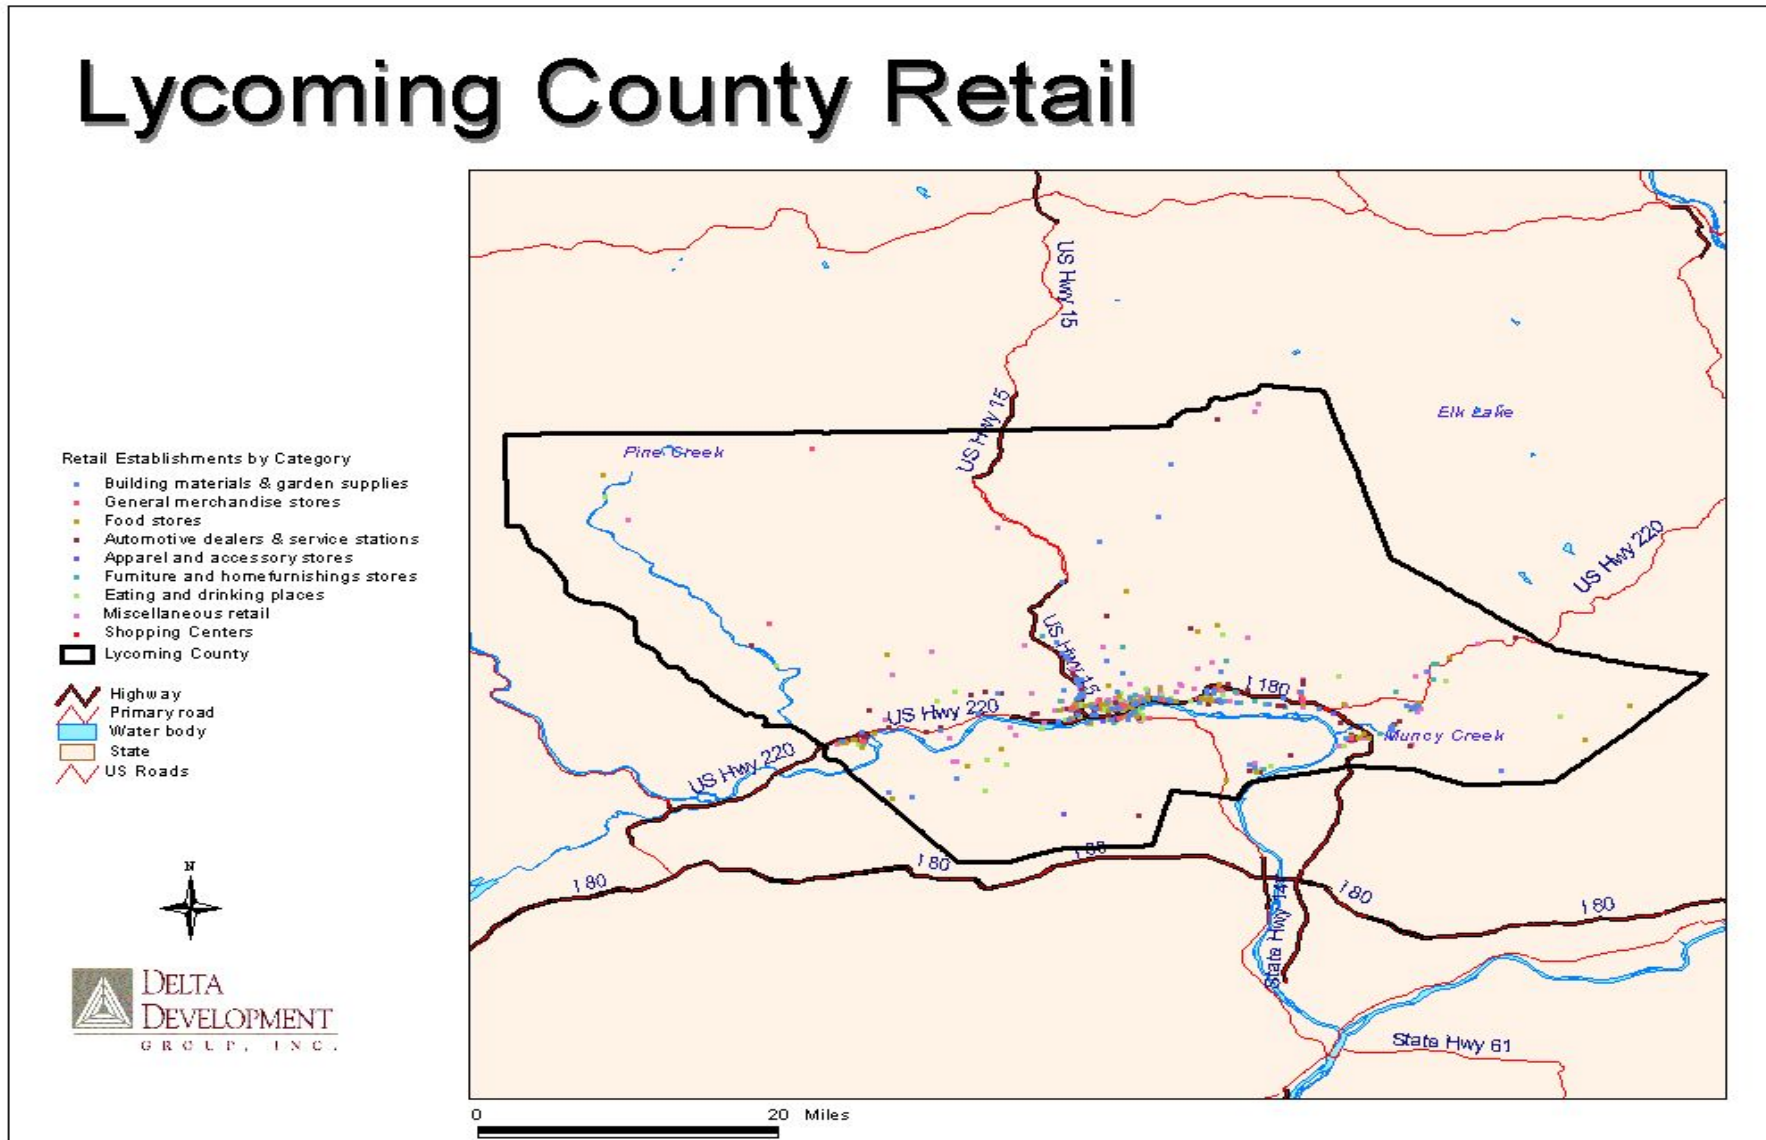 Lycoming County Retail
US Hwy 15
US Hwy 15
Elk Lake
Pine Creek
US Hwy 220
US Hwy 15
I 180
US Hwy 220
Muncy Creek
US Hwy 220
I 80
I 80
I 80
I 80
I 80
State Hwy 14
State Hwy 61
Retail Establishments by Category
Building materials & garden supplies
General merchandise stores
Food stores
Automotive dealers & service stations
Apparel and accessory stores
Furniture and homefurnishings stores
Eating and drinking places
Miscellaneous retail
Shopping Centers
Lycoming County
Highway
Primary road
Water body
State
US Roads
N
DELTA
DEVELOPMENT
GROUP, INC.
0 20 Miles